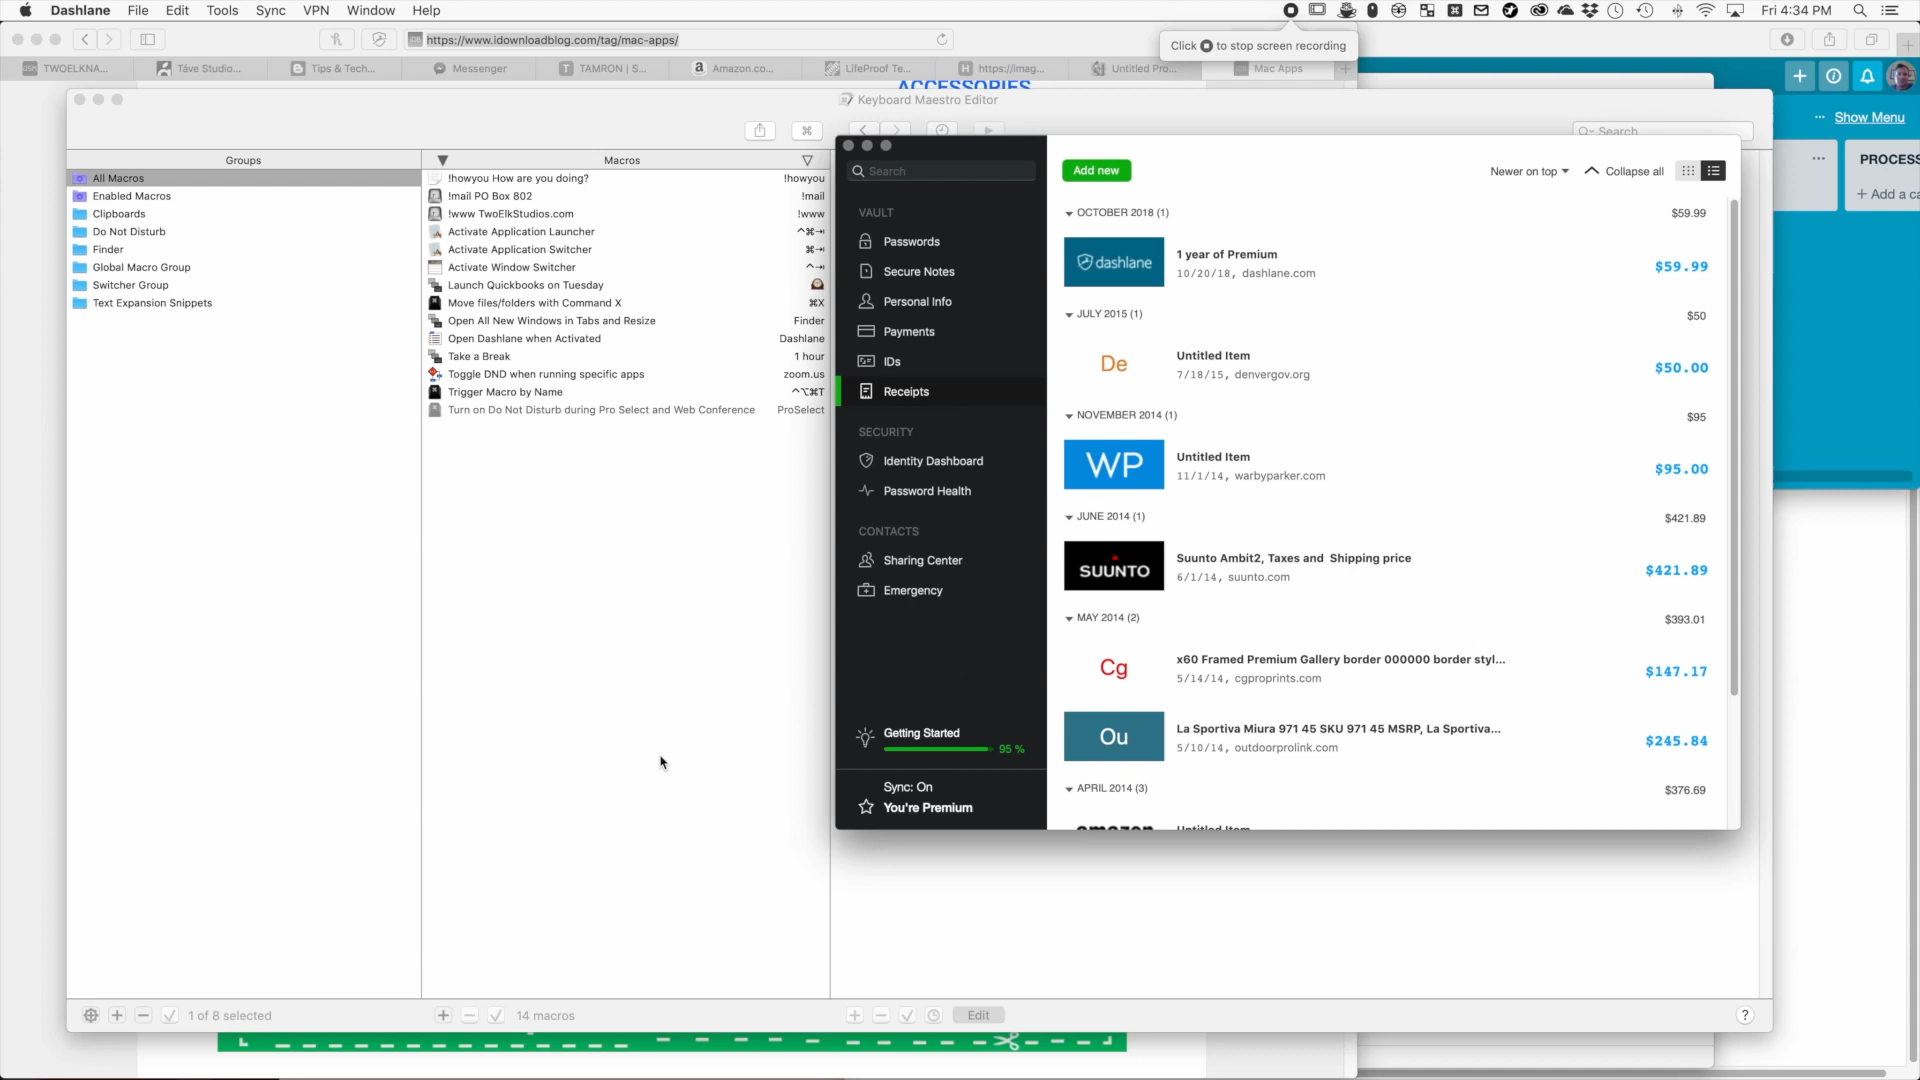 Dashlane File Edit Tools Sync VPN Window Help
Fri 4:34 PM
https://www.idownloadblog.com/tag/mac-apps/
Click to stop screen recording
TWOELKNA... Táve Studio... Tips & Tech... Messenger TAMRON | S... Amazon.co... LifeProof Te... https://imag... Untitled Pro... Mac Apps
ACCESSORIES
Show Menu
PROCESS
+ Add a ca
Keyboard Maestro Editor
Search
Groups
All Macros
Enabled Macros
Clipboards
Do Not Disturb
Finder
Global Macro Group
Switcher Group
Text Expansion Snippets
Macros
!howyou How are you doing? !howyou
!mail PO Box 802 !mail
!www TwoElkStudios.com !www
Activate Application Launcher ^⌘⇥
Activate Application Switcher ⌘⇥
Activate Window Switcher ^⇥
Launch Quickbooks on Tuesday
Move files/folders with Command X ⌘X
Open All New Windows in Tabs and Resize Finder
Open Dashlane when Activated Dashlane
Take a Break 1 hour
Toggle DND when running specific apps zoom.us
Trigger Macro by Name ^⌥⌘T
Turn on Do Not Disturb during Pro Select and Web Conference ProSelect
1 of 8 selected
14 macros
Edit
?
Search
VAULT
Passwords
Secure Notes
Personal Info
Payments
IDs
Receipts
SECURITY
Identity Dashboard
Password Health
CONTACTS
Sharing Center
Emergency
Getting Started
95 %
Sync: On
You're Premium
Add new
Newer on top
Collapse all
OCTOBER 2018 (1) $59.99
dashlane
1 year of Premium
10/20/18, dashlane.com
$59.99
JULY 2015 (1) $50
De
Untitled Item
7/18/15, denvergov.org
$50.00
NOVEMBER 2014 (1) $95
WP
Untitled Item
11/1/14, warbyparker.com
$95.00
JUNE 2014 (1) $421.89
SUUNTO
Suunto Ambit2, Taxes and Shipping price
6/1/14, suunto.com
$421.89
MAY 2014 (2) $393.01
Cg
x60 Framed Premium Gallery border 000000 border styl...
5/14/14, cgproprints.com
$147.17
Ou
La Sportiva Miura 971 45 SKU 971 45 MSRP, La Sportiva...
5/10/14, outdoorprolink.com
$245.84
APRIL 2014 (3) $376.69
amazon
Untitled Item